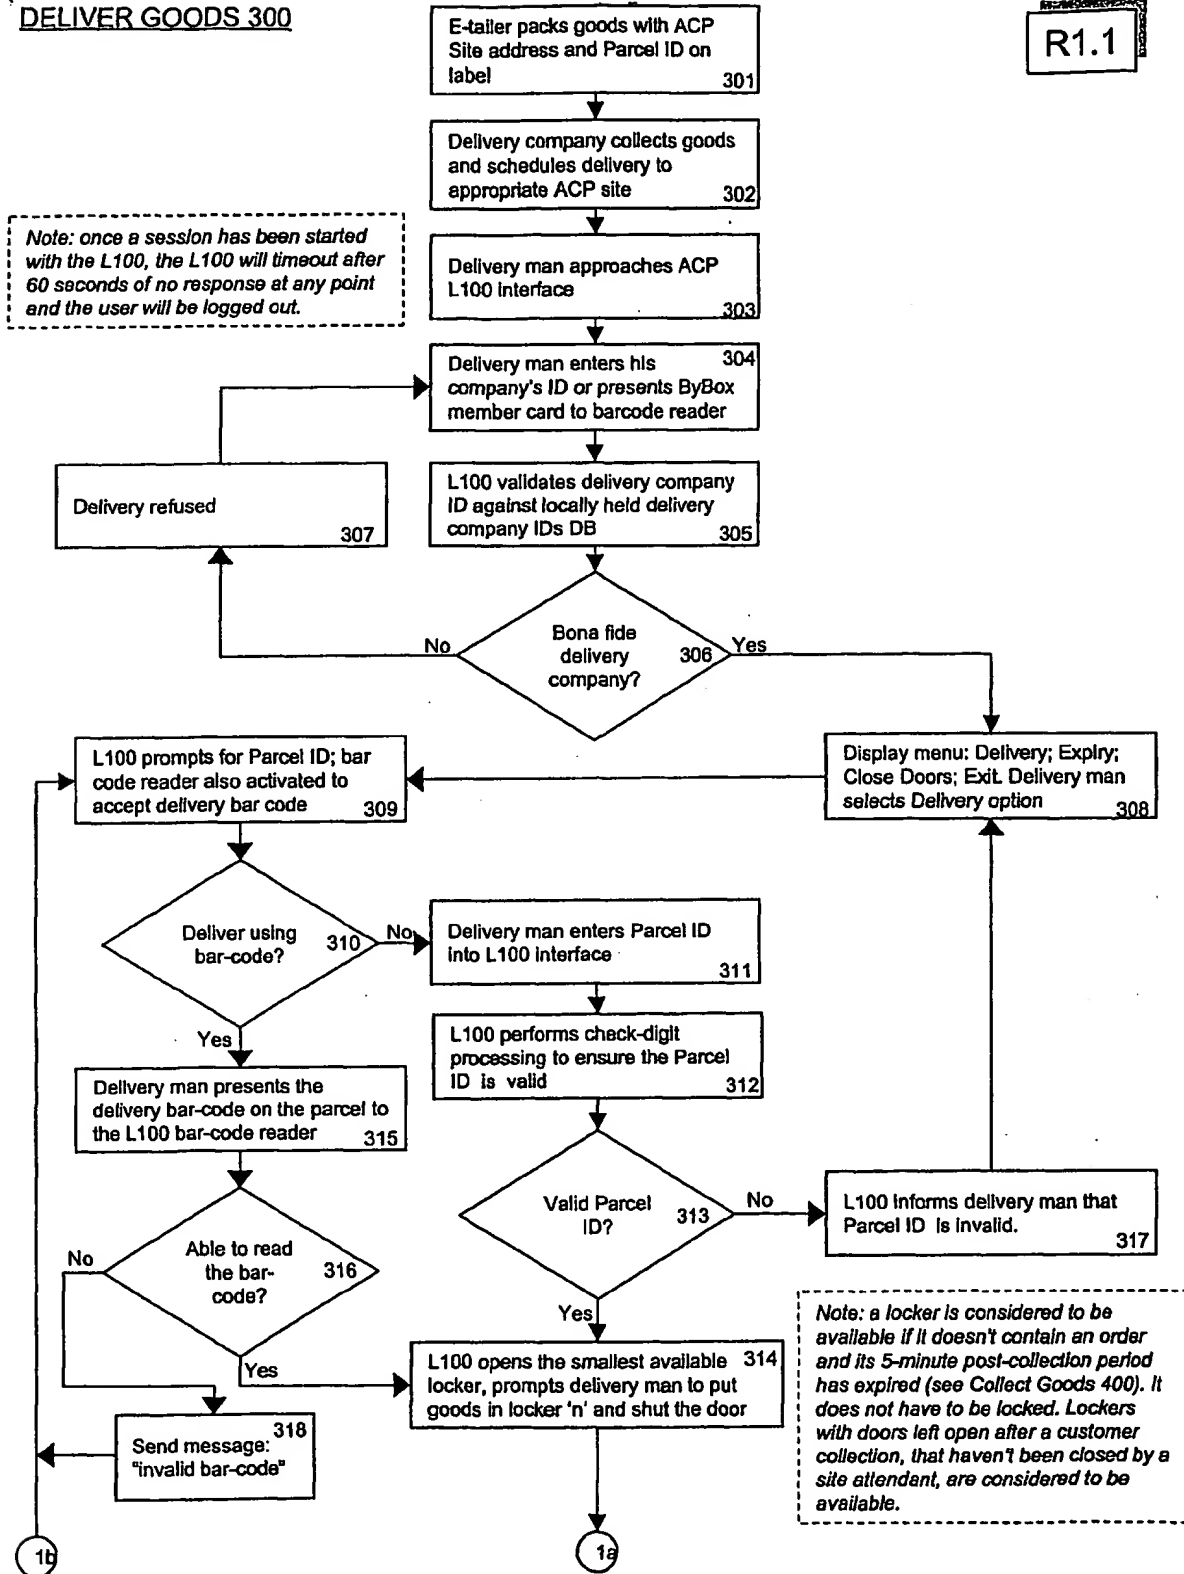 DELIVER GOODS 300
R1.1
E-tailer packs goods with ACP
Site address and Parcel ID on
label
301
Delivery company collects goods
and schedules delivery to
appropriate ACP site
302
Note: once a session has been started
with the L100, the L100 will timeout after
60 seconds of no response at any point
and the user will be logged out.
Delivery man approaches ACP
L100 interface
303
Delivery man enters his 304
company's ID or presents ByBox
member card to barcode reader
L100 validates delivery company
ID against locally held delivery
company IDs DB
305
Delivery refused
307
Bona fide
delivery
company?
306
No
Yes
L100 prompts for Parcel ID; bar
code reader also activated to
accept delivery bar code
309
Display menu: Delivery; Expiry;
Close Doors; Exit. Delivery man
selects Delivery option
308
Deliver using
bar-code?
310
No
Yes
Delivery man enters Parcel ID
into L100 interface
311
L100 performs check-digit
processing to ensure the Parcel
ID is valid
312
Delivery man presents the
delivery bar-code on the parcel to
the L100 bar-code reader
315
Valid Parcel
ID?
313
No
Yes
L100 informs delivery man that
Parcel ID is invalid.
317
Able to read
the bar-
code?
316
No
Yes
L100 opens the smallest available 314
locker, prompts delivery man to put
goods in locker 'n' and shut the door
318
Send message:
"invalid bar-code"
Note: a locker is considered to be
available if it doesn't contain an order
and its 5-minute post-collection period
has expired (see Collect Goods 400). It
does not have to be locked. Lockers
with doors left open after a customer
collection, that haven't been closed by a
site attendant, are considered to be
available.
1b
1a